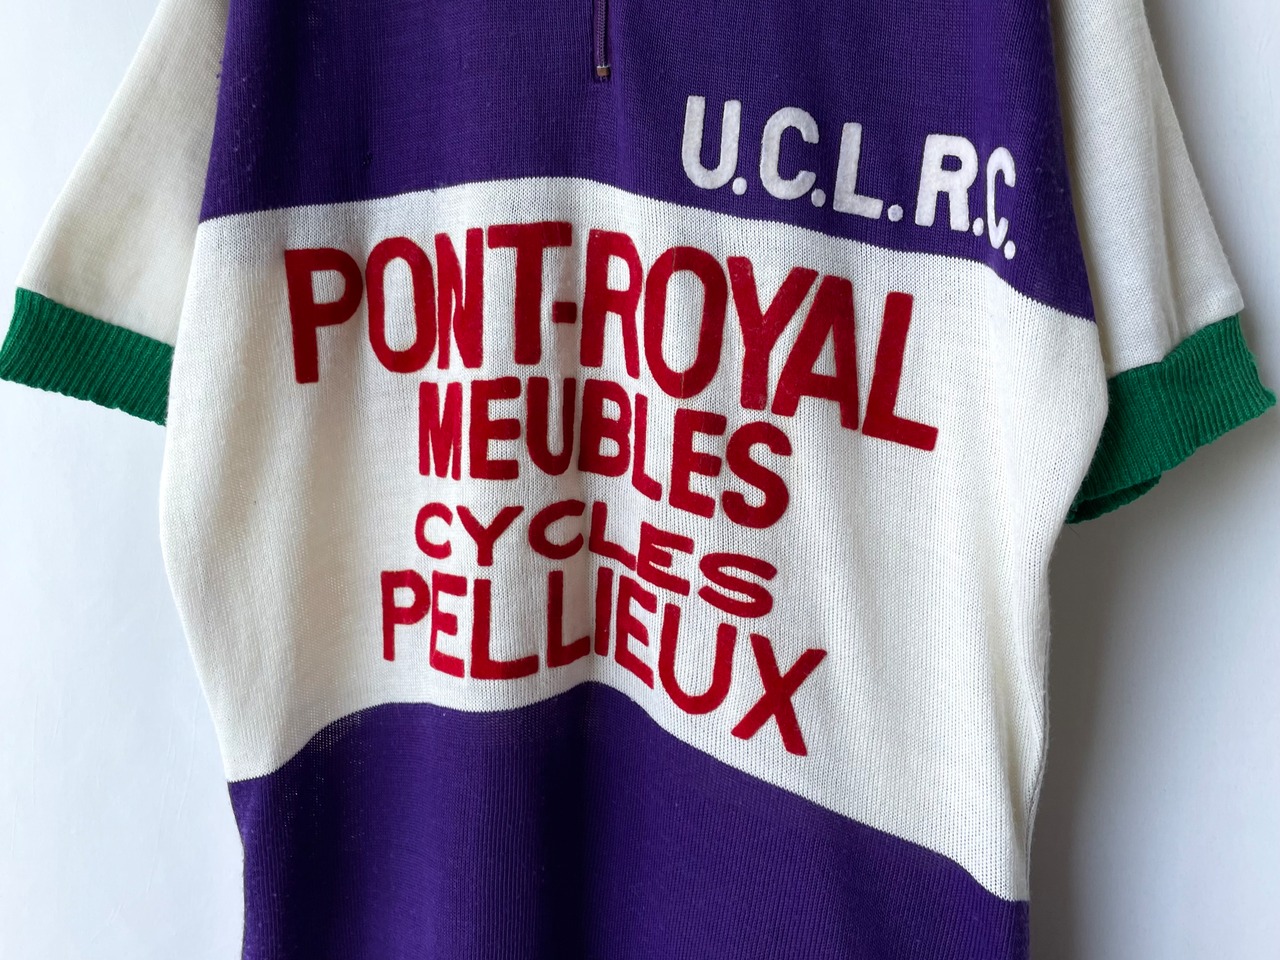 U.C.L.R.C.
PONT-ROYAL
MEUBLES
CYCLES
PELLIEUX